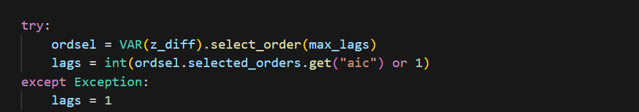 try:
    ordsel = VAR(z_diff).select_order(max_lags)
    lags = int(ordsel.selected_orders.get("aic") or 1)
except Exception:
    lags = 1